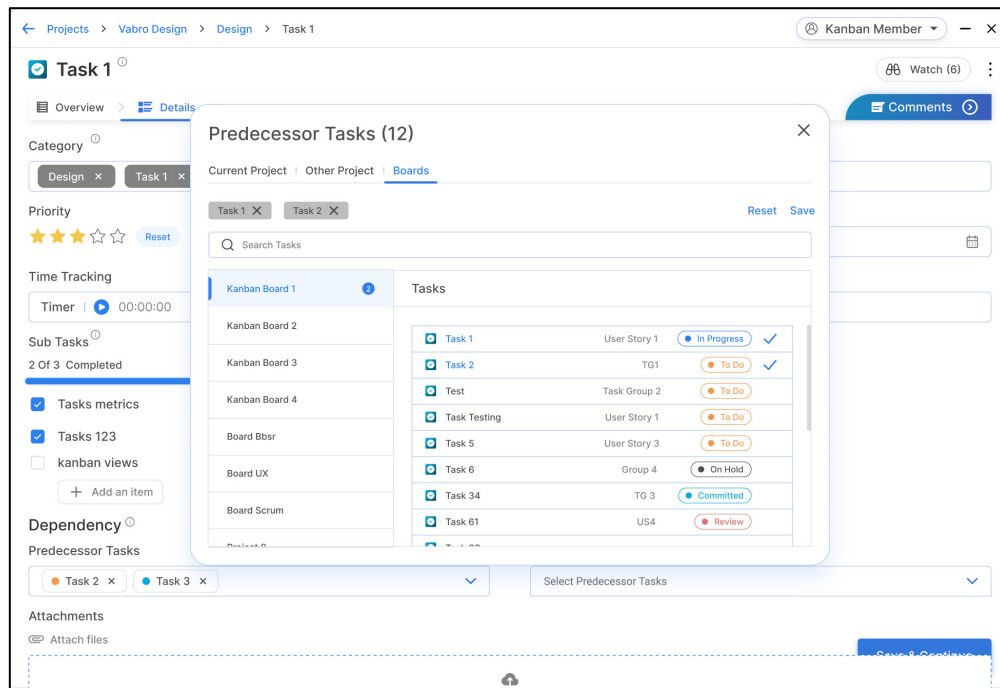 Projects > Vabro Design > Design > Task 1
Kanban Member
Task 1
Watch (6)
Overview
Details
Comments
Predecessor Tasks (12)
Category
Design ×
Task 1 ×
Current Project
Other Project
Boards
Priority
Reset
Task 1 ×
Task 2 ×
Reset
Save
Search Tasks
Time Tracking
Timer
00:00:00
Sub Tasks
2 Of 3 Completed
Tasks metrics
Tasks 123
kanban views
+ Add an item
Kanban Board 1
2
Kanban Board 2
Kanban Board 3
Kanban Board 4
Board Bbsr
Board UX
Board Scrum
Tasks
Task 1 User Story 1 In Progress
Task 2 TG1 To Do
Test Task Group 2 To Do
Task Testing User Story 1 To Do
Task 5 User Story 3 To Do
Task 6 Group 4 On Hold
Task 34 TG 3 Committed
Task 61 US4 Review
Dependency
Predecessor Tasks
Task 2 ×
Task 3 ×
Select Predecessor Tasks
Attachments
Attach files
Save & Continue